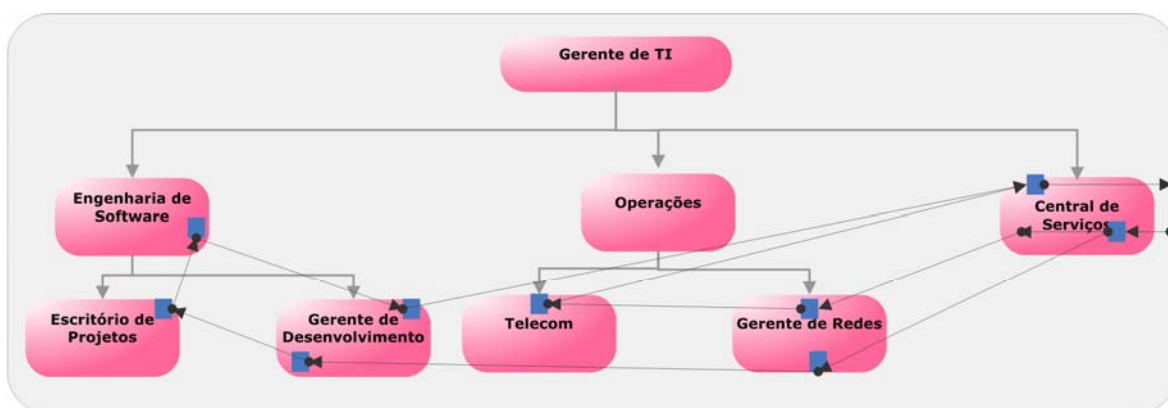 Gerente de TI
Engenharia de
Software
Operações
Central de
Serviços
Escritório de
Projetos
Gerente de
Desenvolvimento
Telecom
Gerente de Redes